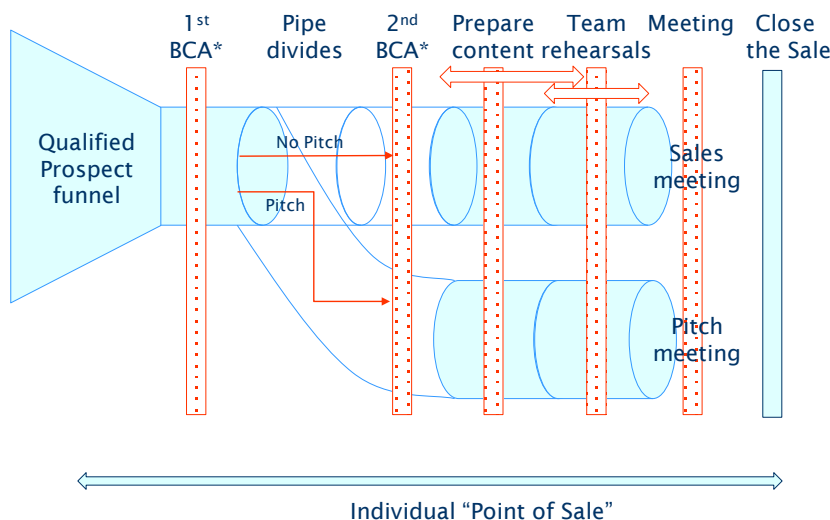 1st
BCA*
Pipe
divides
2nd
BCA*
Prepare
content
Team
rehearsals
Meeting
Close
the Sale
Qualified
Prospect
funnel
No Pitch
Pitch
Sales
meeting
Pitch
meeting
Individual “Point of Sale”